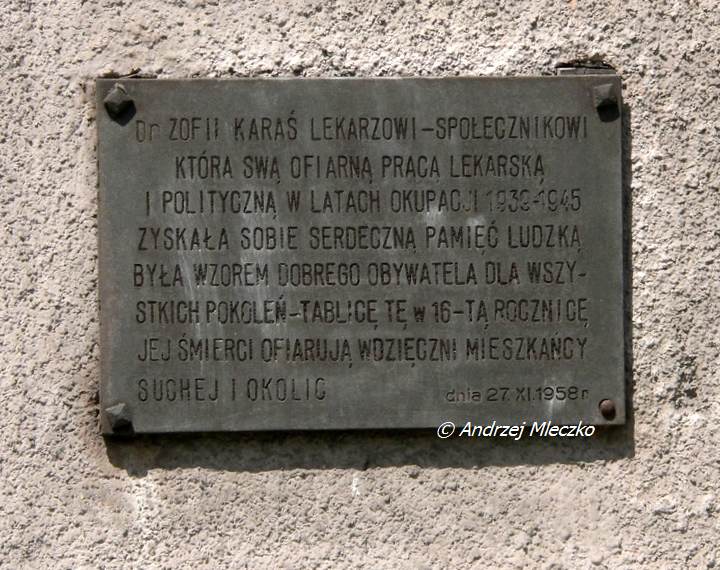 Dr ZOFII KARAŚ LEKARZOWI-SPOŁECZNIKOWI
KTÓRA SWĄ OFIARNĄ PRACĄ LEKARSKĄ
I POLITYCZNĄ W LATACH OKUPACJI 1939-1945
ZYSKAŁA SOBIE SERDECZNĄ PAMIĘĆ LUDZKĄ
BYŁA WZOREM DOBREGO OBYWATELA DLA WSZY-
STKICH POKOLEŃ-TABLICĘ TĘ w 16-TĄ ROCZNICĘ
JEJ ŚMIERCI OFIARUJĄ WDZIĘCZNI MIESZKAŃCY
SUCHEJ I OKOLIC dnia 27.XI.1958r
© Andrzej Mleczko